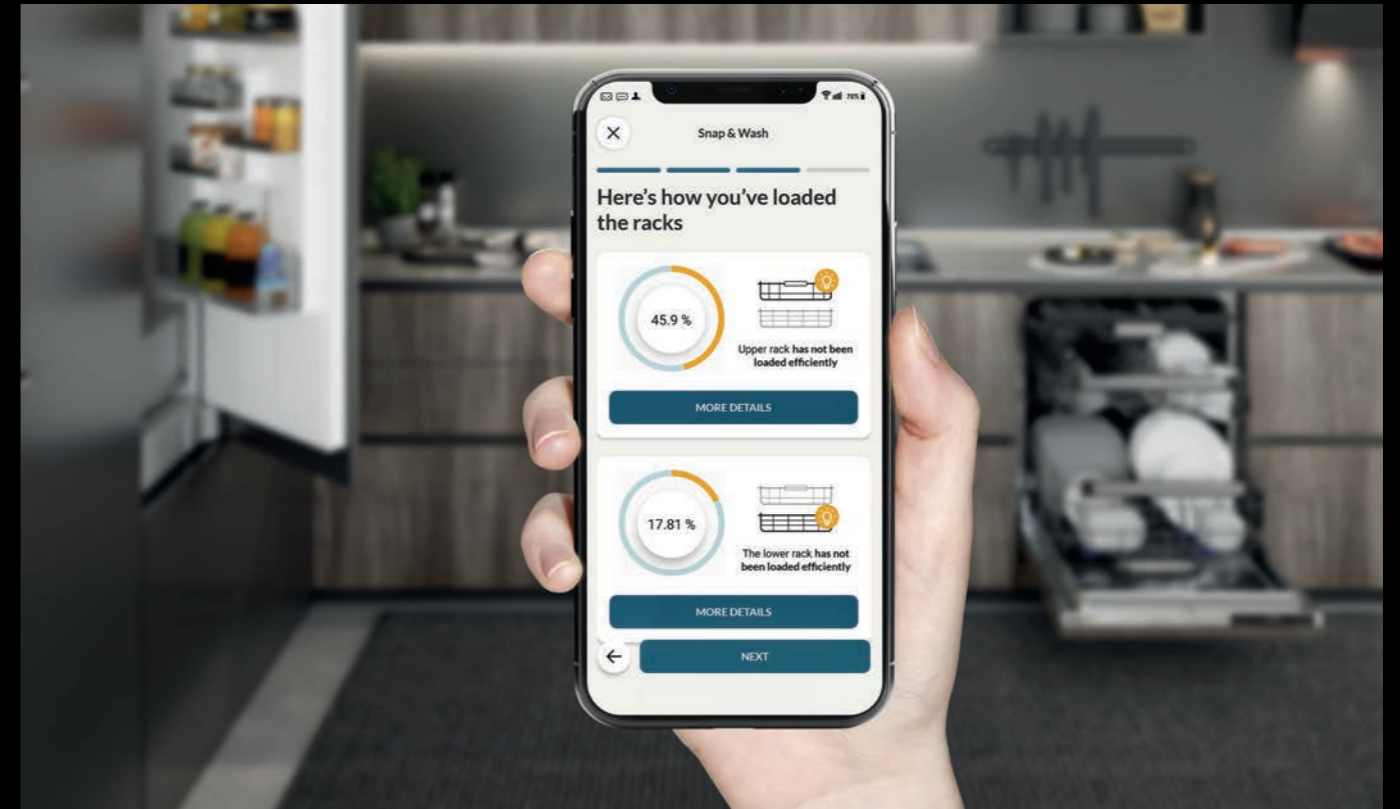 78%
Snap & Wash
Here's how you've loaded
the racks
45.9 %
Upper rack has not been
loaded efficiently
MORE DETAILS
17.81 %
The lower rack has not
been loaded efficiently
MORE DETAILS
NEXT